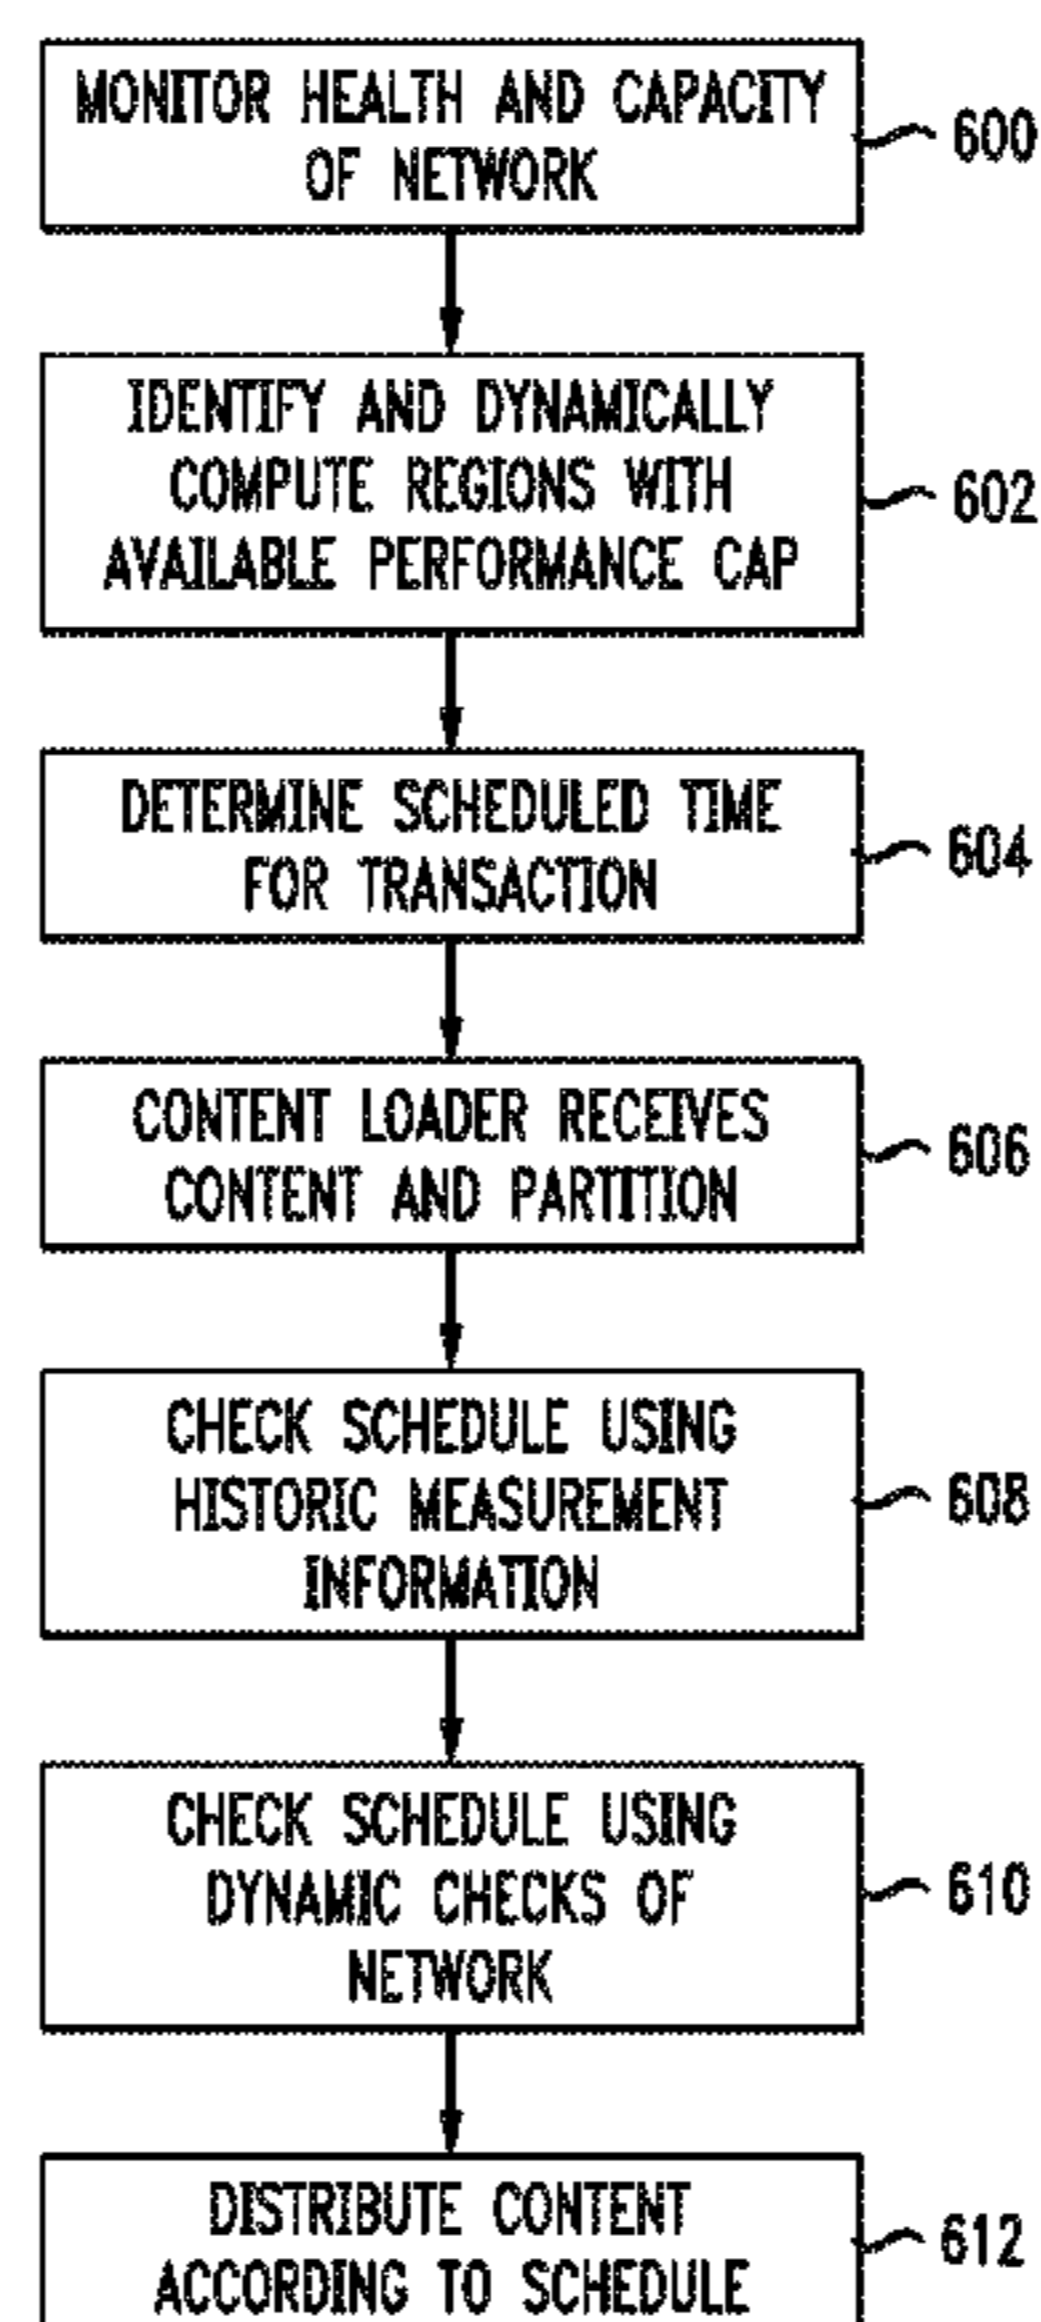 MONITOR HEALTH AND CAPACITY
OF NETWORK
600
IDENTIFY AND DYNAMICALLY
COMPUTE REGIONS WITH
AVAILABLE PERFORMANCE CAP
602
DETERMINE SCHEDULED TIME
FOR TRANSACTION
604
CONTENT LOADER RECEIVES
CONTENT AND PARTITION
606
CHECK SCHEDULE USING
HISTORIC MEASUREMENT
INFORMATION
608
CHECK SCHEDULE USING
DYNAMIC CHECKS OF
NETWORK
610
DISTRIBUTE CONTENT
ACCORDING TO SCHEDULE
612